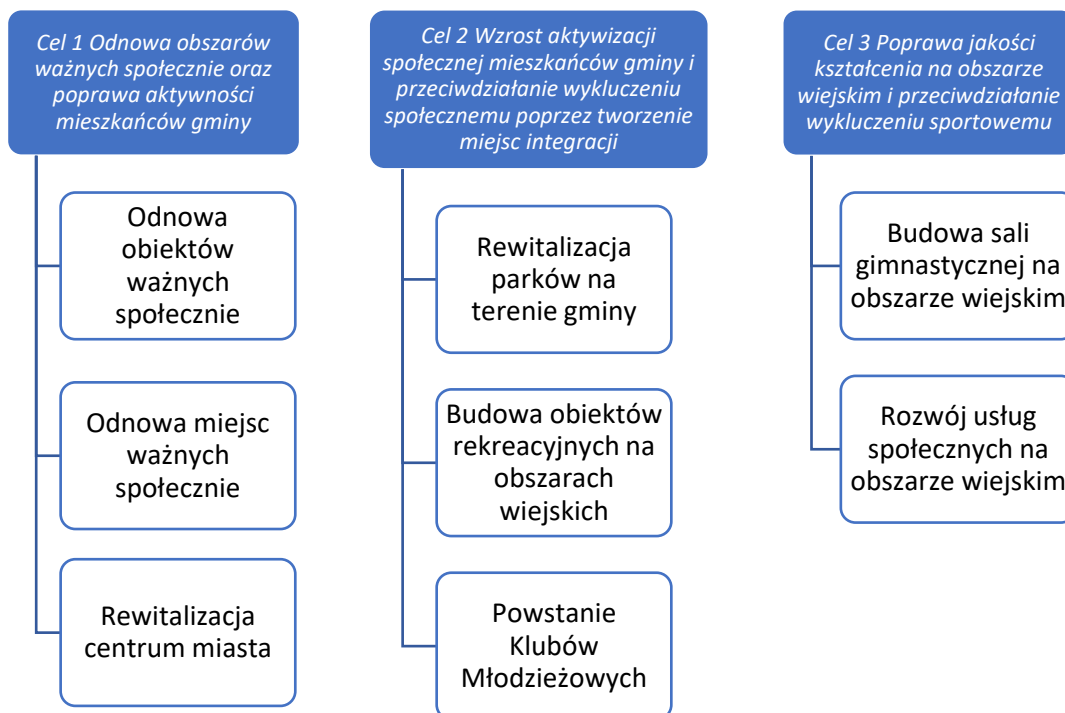 Cel 1 Odnowa obszarów
ważnych społecznie oraz
poprawa aktywności
mieszkańców gminy
Odnowa
obiektów
ważnych
społecznie
Odnowa miejsc
ważnych
społecznie
Rewitalizacja
centrum miasta
Cel 2 Wzrost aktywizacji
społecznej mieszkańców gminy i
przeciwdziałanie wykluczeniu
społecznemu poprzez tworzenie
miejsc integracji
Rewitalizacja
parków na
terenie gminy
Budowa obiektów
rekreacyjnych na
obszarach
wiejskich
Powstanie
Klubów
Młodzieżowych
Cel 3 Poprawa jakości
kształcenia na obszarze
wiejskim i przeciwdziałanie
wykluczeniu sportowemu
Budowa sali
gimnastycznej na
obszarze wiejskim
Rozwój usług
społecznych na
obszarze wiejskim